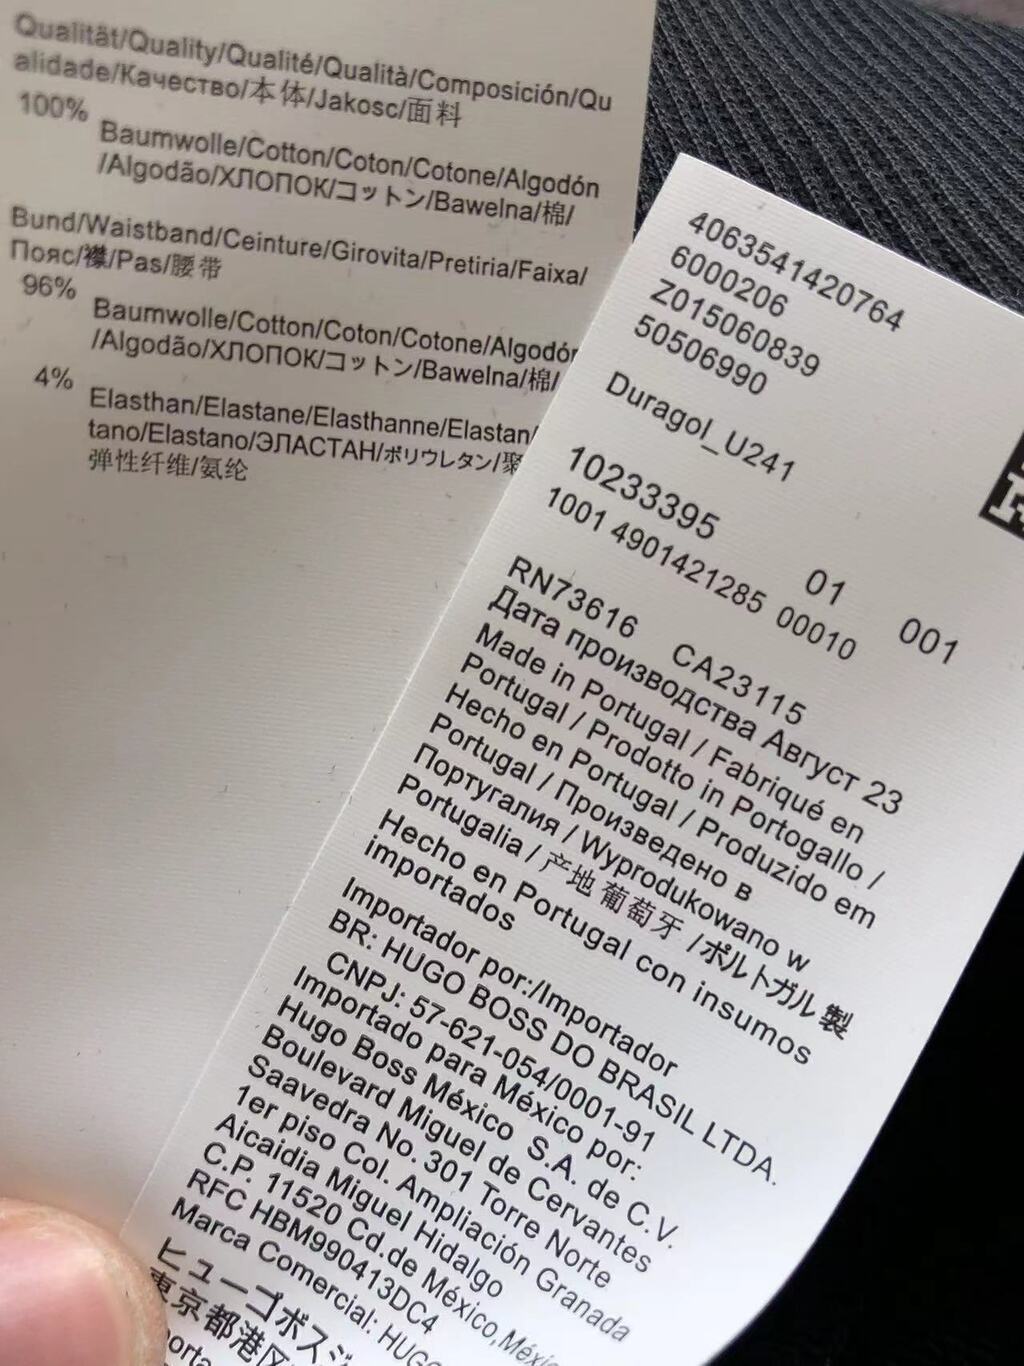 Qualität/Quality/Qualité/Qualità/Composición/Qu
alidade/Качество/本体/Jakosc/面料
100%
Baumwolle/Cotton/Coton/Cotone/Algodón
/Algodão/ХЛОПОК/コットン/Bawelna/棉/
Bund/Waistband/Ceinture/Girovita/Pretiria/Faixa/
Пояс/襟/Pas/腰带
96%
Baumwolle/Cotton/Coton/Cotone/Algodón
/Algodão/ХЛОПОК/コットン/Bawelna/棉/
4%
Elasthan/Elastane/Elasthanne/Elastan/
tano/Elastano/ЭЛАСТАН/ポリウレタン/聚
弹性纤维/氨纶
4063541420764
6000206
Z015060839
50506990
Duragol_U241
10233395 01 001
1001 4901421285 00010
RN73616 CA23115
Дата производства Август 23
Made in Portugal / Fabriqué en
Portugal / Prodotto in Portogallo /
Hecho en Portugal / Produzido em
Portugal / Произведено в
Португалия / Wyprodukowano w
Portugalia / 产地 葡萄牙 / ポルトガル 製
Hecho en Portugal con insumos
importados
Importador por:/Importador
BR: HUGO BOSS DO BRASIL LTDA.
CNPJ: 57-621-054/0001-91
Importado para México por:
Hugo Boss México S.A. de C.V.
Boulevard Miguel de Cervantes
Saavedra No. 301 Torre Norte
1er piso Col. Ampliación Granada
Aicaidia Miguel Hidalgo
C.P. 11520 Cd.de México,Méxi
RFC HBM990413DC4
Marca Comercial: HUG
ヒューゴボスジ
東京都港区